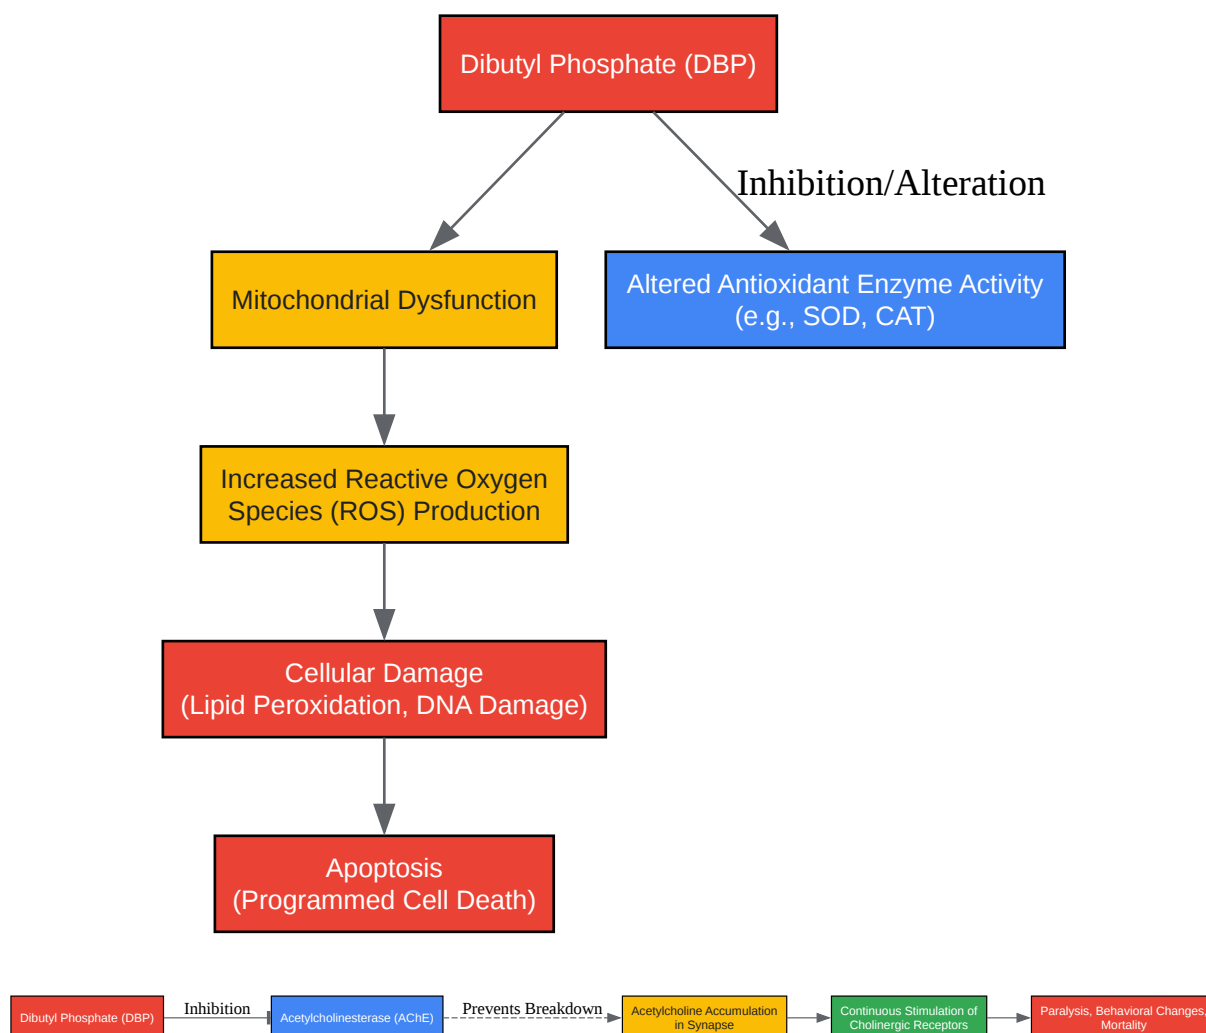 Dibutyl Phosphate (DBP)
Inhibition/Alteration
Mitochondrial Dysfunction
Altered Antioxidant Enzyme Activity
(e.g., SOD, CAT)
Increased Reactive Oxygen
Species (ROS) Production
Cellular Damage
(Lipid Peroxidation, DNA Damage)
Apoptosis
(Programmed Cell Death)
Dibutyl Phosphate (DBP)
Inhibition
Acetylcholinesterase (AChE)
Prevents Breakdown
Acetylcholine Accumulation
in Synapse
Continuous Stimulation of
Cholinergic Receptors
Paralysis, Behavioral Changes,
Mortality